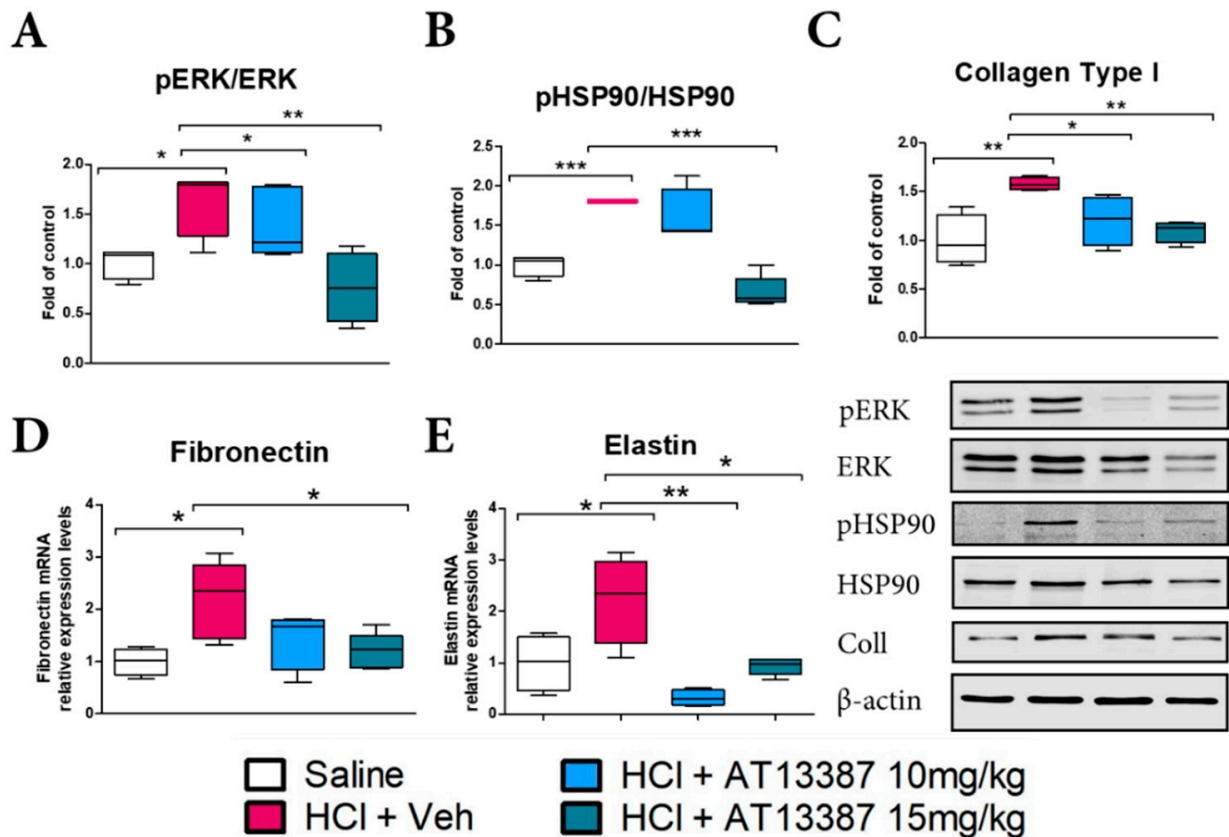 A
pERK/ERK
**
*
*
Fold of control
2.0
1.5
1.0
0.5
0.0
B
pHSP90/HSP90
***
***
Fold of control
2.5
2.0
1.5
1.0
0.5
0.0
C
Collagen Type I
**
*
**
Fold of control
2.0
1.5
1.0
0.5
0.0
D
Fibronectin
*
*
Fibronectin mRNA
relative expression levels
4
3
2
1
0
E
Elastin
*
**
*
Elastin mRNA
relative expression levels
4
3
2
1
0
pERK
ERK
pHSP90
HSP90
Coll
β-actin
Saline
HCl + Veh
HCl + AT13387 10mg/kg
HCl + AT13387 15mg/kg